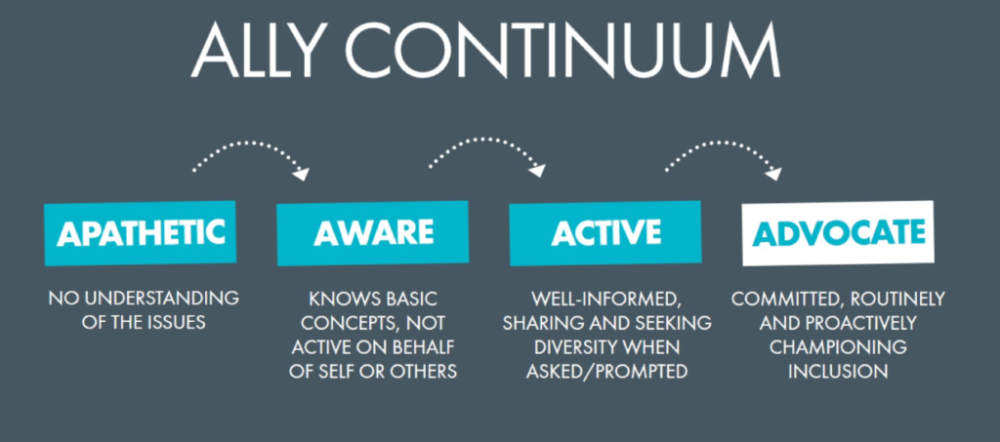 ALLY CONTINUUM
APATHETIC
NO UNDERSTANDING
OF THE ISSUES
AWARE
KNOWS BASIC
CONCEPTS, NOT
ACTIVE ON BEHALF
OF SELF OR OTHERS
ACTIVE
WELL-INFORMED,
SHARING AND SEEKING
DIVERSITY WHEN
ASKED/PROMPTED
ADVOCATE
COMMITTED, ROUTINELY
AND PROACTIVELY
CHAMPIONING
INCLUSION